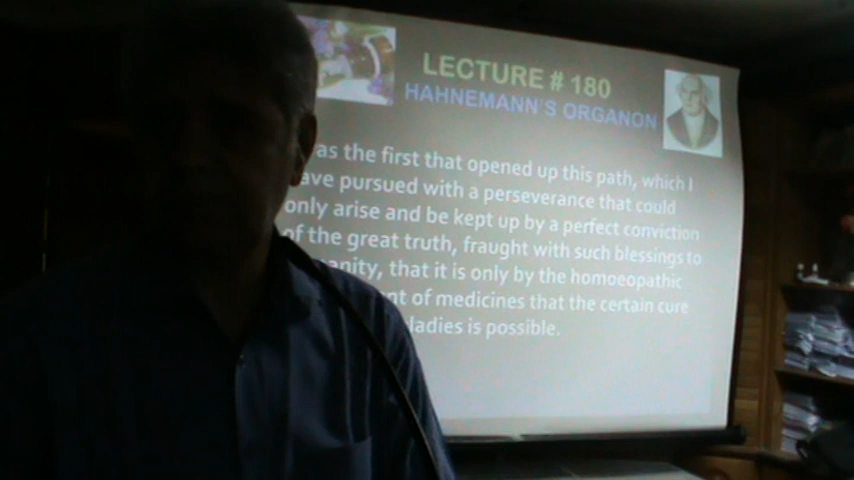 LECTURE # 180
HAHNEMANN'S ORGANON
as the first that opened up this path, which I
ave pursued with a perseverance that could
only arise and be kept up by a perfect conviction
of the great truth, fraught with such blessings to
anity, that it is only by the homoeopathic
nt of medicines that the certain cure
ladies is possible.